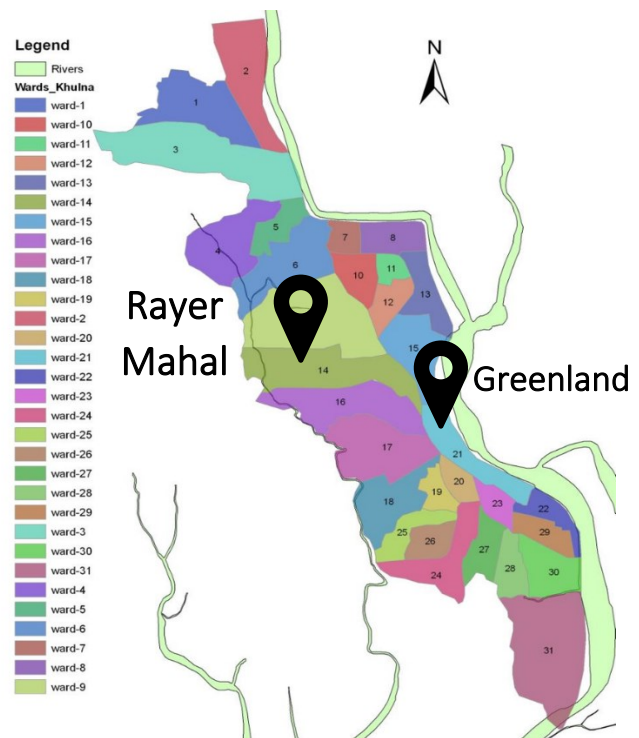 Legend
Rivers
Wards_Khulna
ward-1
ward-10
ward-11
ward-12
ward-13
ward-14
ward-15
ward-16
ward-17
ward-18
ward-19
ward-2
ward-20
ward-21
ward-22
ward-23
ward-24
ward-25
ward-26
ward-27
ward-28
ward-29
ward-3
ward-30
ward-31
ward-4
ward-5
ward-6
ward-7
ward-8
ward-9
N
2
1
3
5
4
7
8
6
10
11
12
13
Rayer
Mahal
15
14
Greenland
16
17
21
20
19
18
23
22
25
29
26
27
28
30
24
31